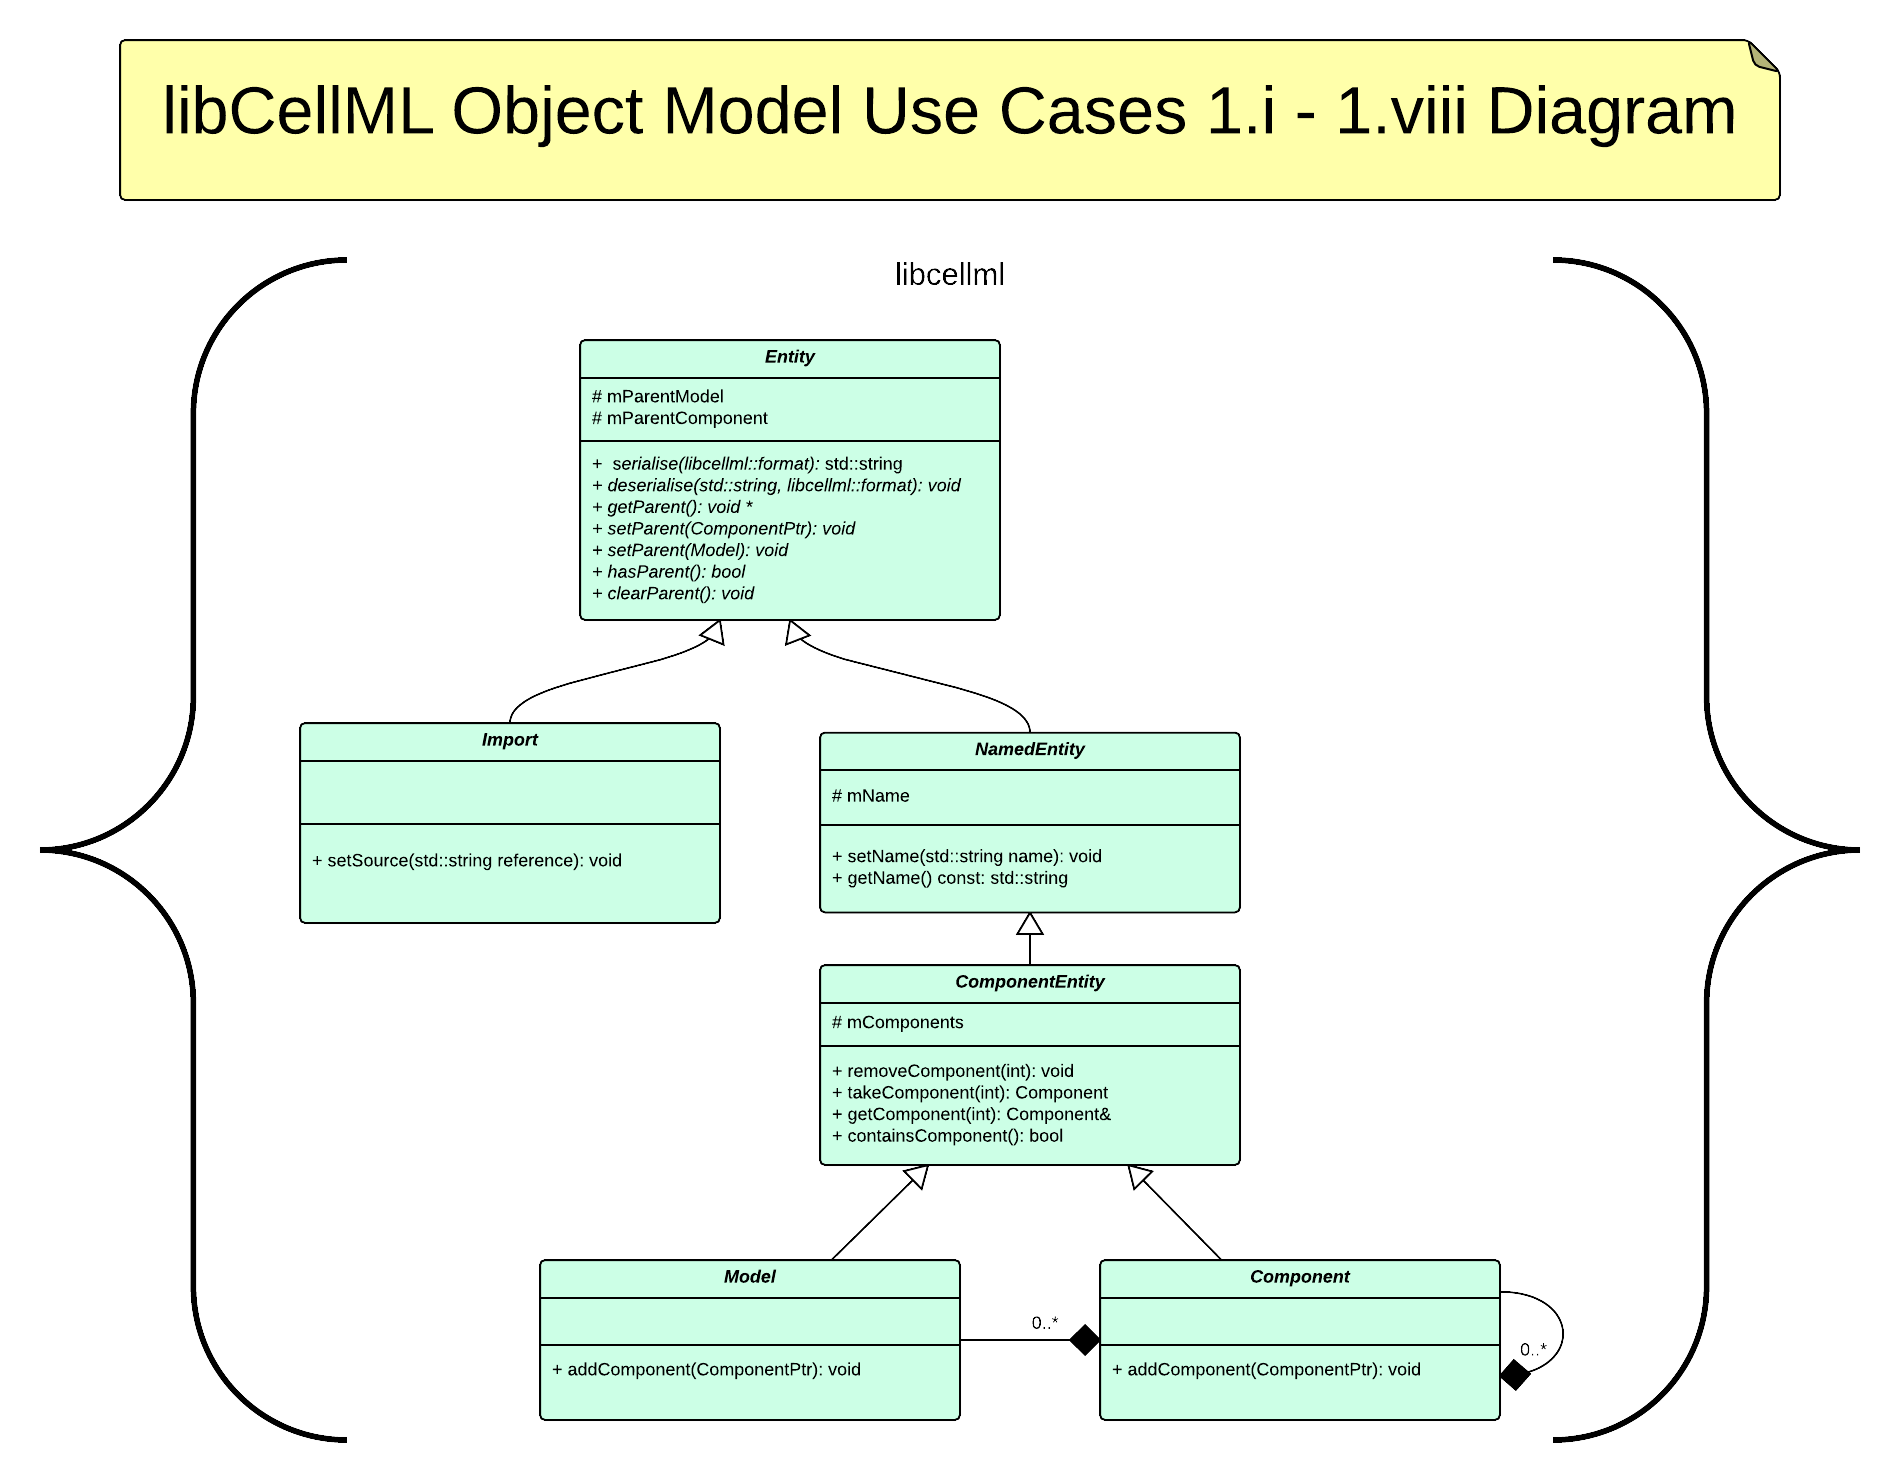 libCellML Object Model Use Cases 1.i - 1.viii Diagram
libcellml
Entity
# mParentModel
# mParentComponent
+  serialise(libcellml::format): std::string
+ deserialise(std::string, libcellml::format): void
+ getParent(): void *
+ setParent(ComponentPtr): void
+ setParent(Model): void
+ hasParent(): bool
+ clearParent(): void
Import
+ setSource(std::string reference): void
NamedEntity
# mName
+ setName(std::string name): void
+ getName() const: std::string
ComponentEntity
# mComponents
+ removeComponent(int): void
+ takeComponent(int): Component
+ getComponent(int): Component&
+ containsComponent(): bool
Model
+ addComponent(ComponentPtr): void
0..*
Component
+ addComponent(ComponentPtr): void
0..*